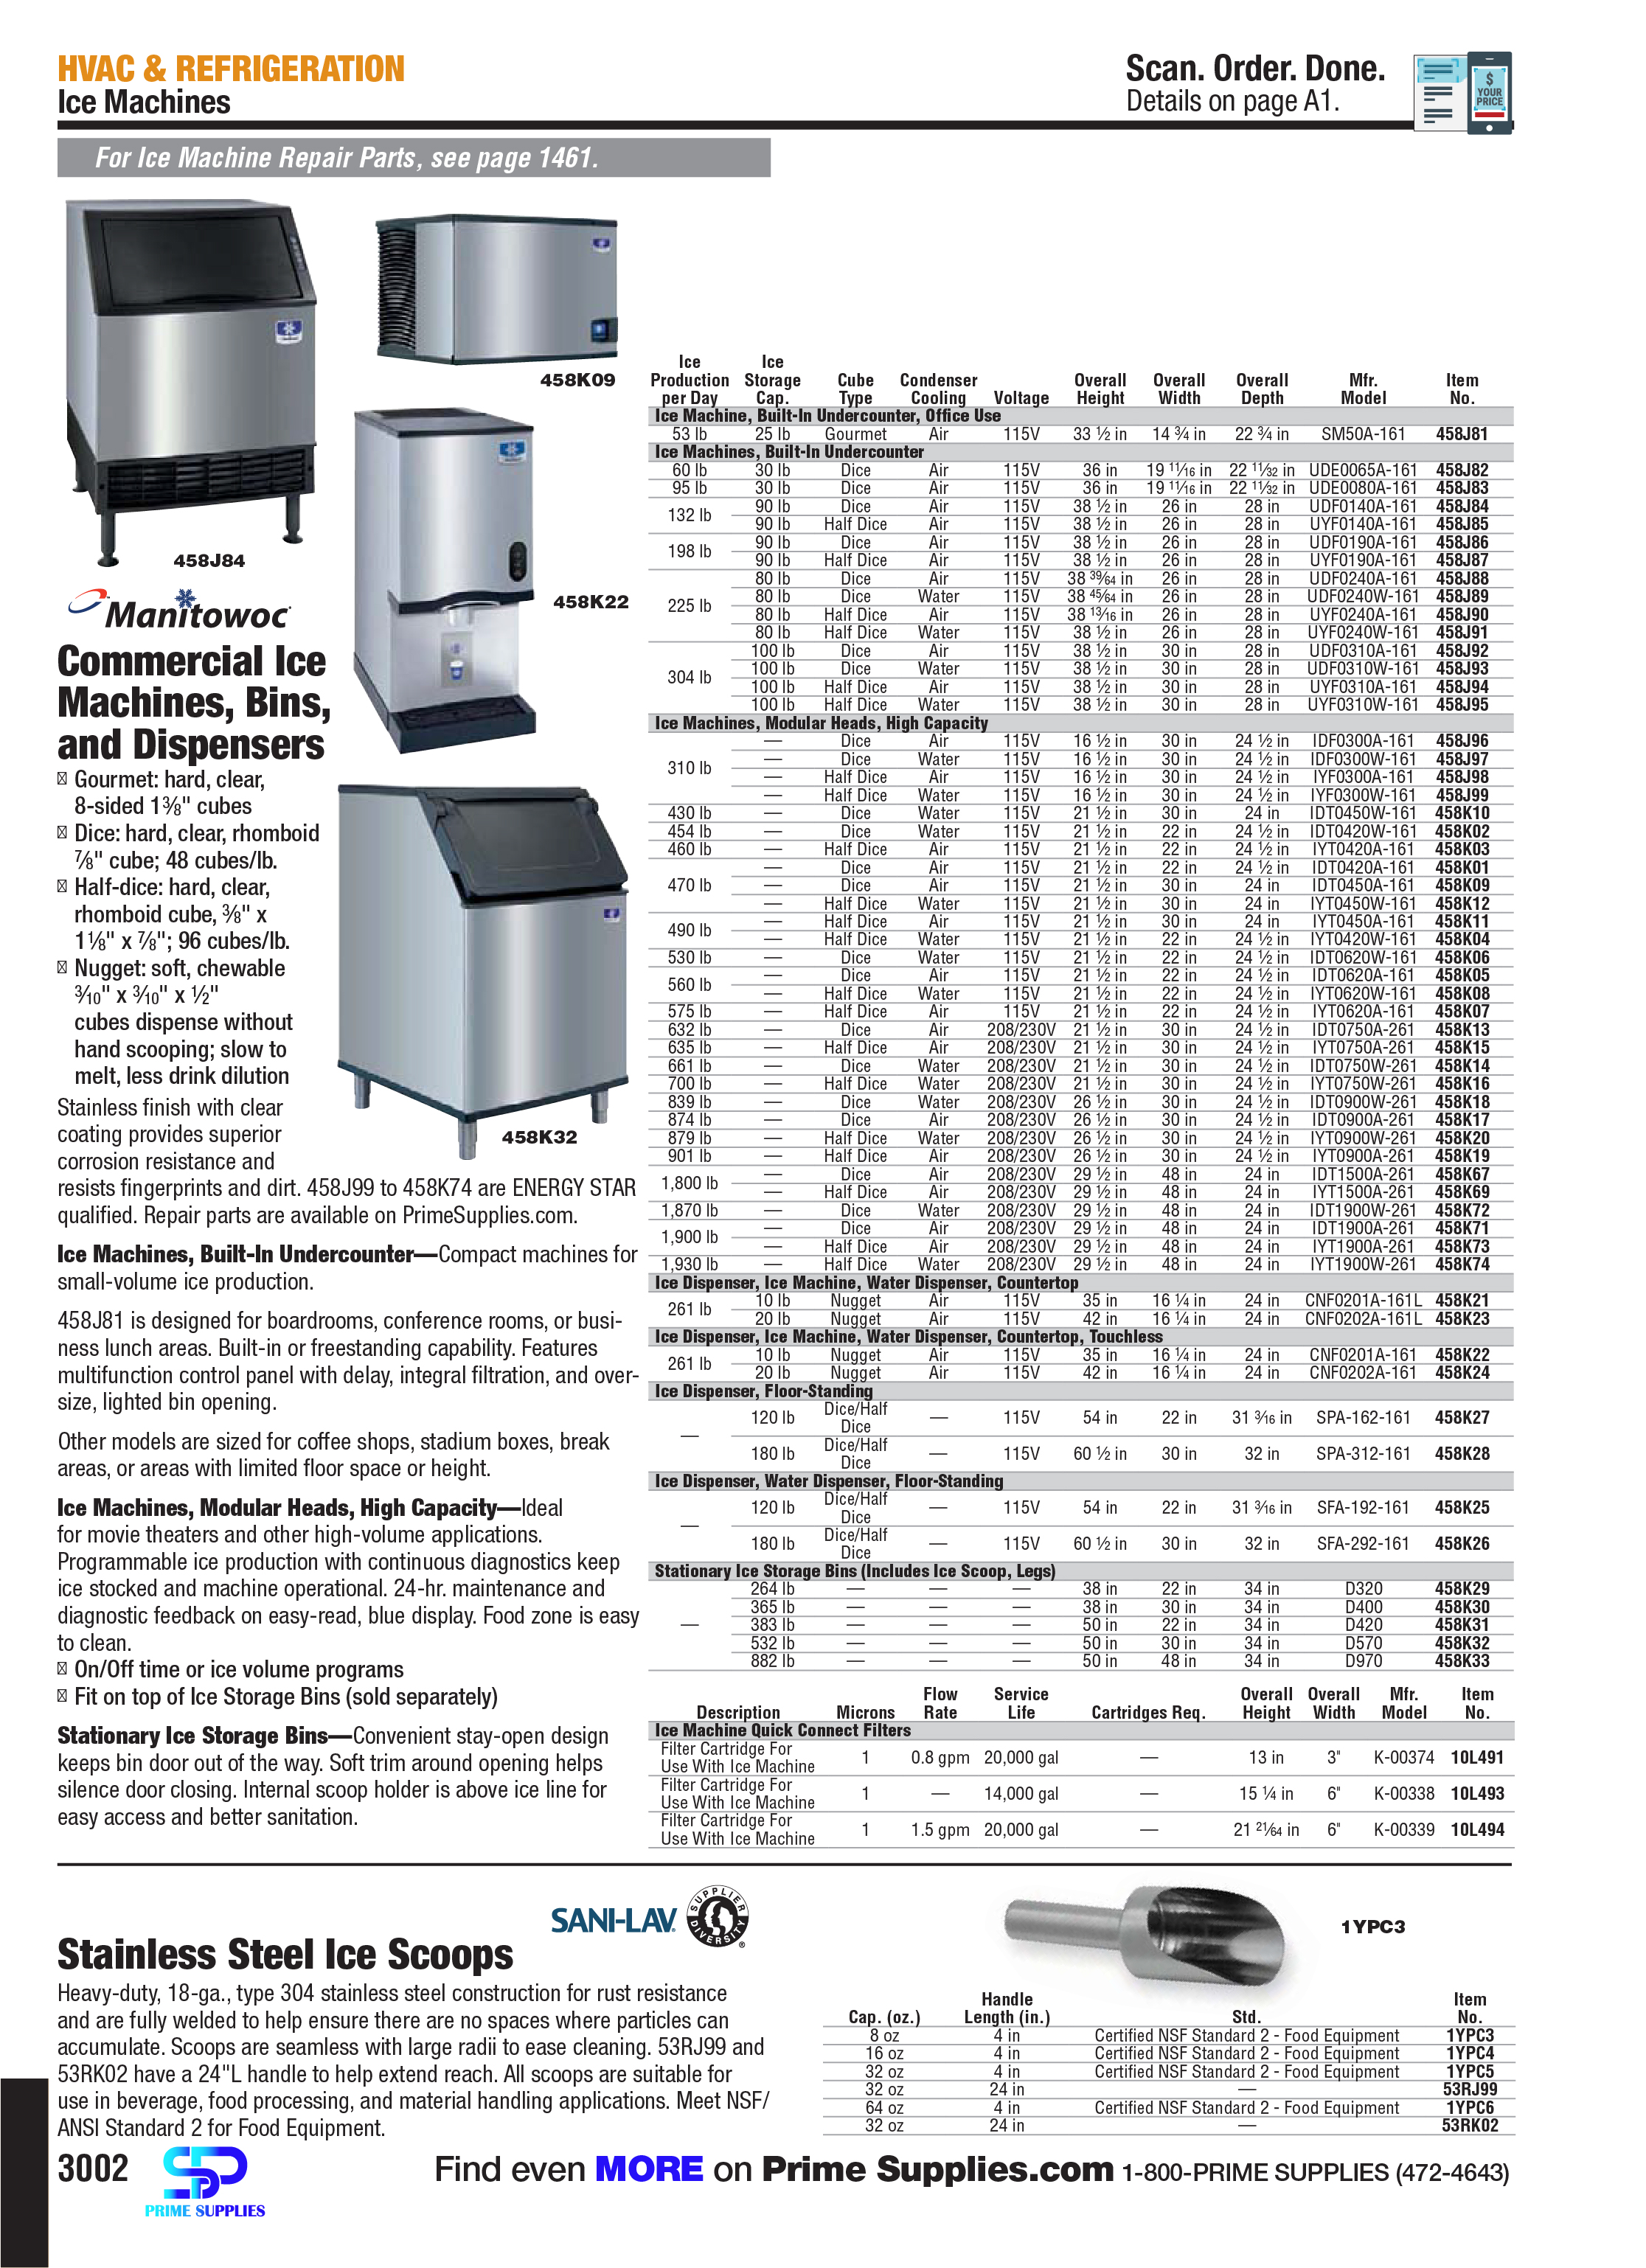 HVAC & REFRIGERATION
Ice Machines
Scan. Order. Done.
Details on page A1.
$
YOUR
PRICE
For Ice Machine Repair Parts, see page 1461.
458K09
458J84
458K22
458K32
Manitowoc
Commercial Ice
Machines, Bins,
and Dispensers
Gourmet: hard, clear,
8-sided 1⅜" cubes
Dice: hard, clear, rhomboid
⅞" cube; 48 cubes/lb.
Half-dice: hard, clear,
rhomboid cube, ⅜" x
1⅛" x ⅞"; 96 cubes/lb.
Nugget: soft, chewable
3⁄10" x 3⁄10" x ½"
cubes dispense without
hand scooping; slow to
melt, less drink dilution
Stainless finish with clear
coating provides superior
corrosion resistance and
resists fingerprints and dirt. 458J99 to 458K74 are ENERGY STAR
qualified. Repair parts are available on PrimeSupplies.com.
Ice Machines, Built-In Undercounter—Compact machines for
small-volume ice production.
458J81 is designed for boardrooms, conference rooms, or busi-
ness lunch areas. Built-in or freestanding capability. Features
multifunction control panel with delay, integral filtration, and over-
size, lighted bin opening.
Other models are sized for coffee shops, stadium boxes, break
areas, or areas with limited floor space or height.
Ice Machines, Modular Heads, High Capacity—Ideal
for movie theaters and other high-volume applications.
Programmable ice production with continuous diagnostics keep
ice stocked and machine operational. 24-hr. maintenance and
diagnostic feedback on easy-read, blue display. Food zone is easy
to clean.
On/Off time or ice volume programs
Fit on top of Ice Storage Bins (sold separately)
Stationary Ice Storage Bins—Convenient stay-open design
keeps bin door out of the way. Soft trim around opening helps
silence door closing. Internal scoop holder is above ice line for
easy access and better sanitation.
Ice Ice
Production Storage Cube Condenser Overall Overall Overall Mfr. Item
per Day Cap. Type Cooling Voltage Height Width Depth Model No.
Ice Machine, Built-In Undercounter, Office Use
53 lb 25 lb Gourmet Air 115V 33 ½ in 14 ¾ in 22 ¾ in SM50A-161 458J81
Ice Machines, Built-In Undercounter
60 lb 30 lb Dice Air 115V 36 in 19 11⁄16 in 22 11⁄32 in UDE0065A-161 458J82
95 lb 30 lb Dice Air 115V 36 in 19 11⁄16 in 22 11⁄32 in UDE0080A-161 458J83
132 lb 90 lb Dice Air 115V 38 ½ in 26 in 28 in UDF0140A-161 458J84
90 lb Half Dice Air 115V 38 ½ in 26 in 28 in UYF0140A-161 458J85
198 lb 90 lb Dice Air 115V 38 ½ in 26 in 28 in UDF0190A-161 458J86
90 lb Half Dice Air 115V 38 ½ in 26 in 28 in UYF0190A-161 458J87
225 lb 80 lb Dice Air 115V 38 39⁄64 in 26 in 28 in UDF0240A-161 458J88
80 lb Dice Water 115V 38 45⁄64 in 26 in 28 in UDF0240W-161 458J89
80 lb Half Dice Air 115V 38 13⁄16 in 26 in 28 in UYF0240A-161 458J90
80 lb Half Dice Water 115V 38 ½ in 26 in 28 in UYF0240W-161 458J91
304 lb 100 lb Dice Air 115V 38 ½ in 30 in 28 in UDF0310A-161 458J92
100 lb Dice Water 115V 38 ½ in 30 in 28 in UDF0310W-161 458J93
100 lb Half Dice Air 115V 38 ½ in 30 in 28 in UYF0310A-161 458J94
100 lb Half Dice Water 115V 38 ½ in 30 in 28 in UYF0310W-161 458J95
Ice Machines, Modular Heads, High Capacity
310 lb — Dice Air 115V 16 ½ in 30 in 24 ½ in IDF0300A-161 458J96
— Dice Water 115V 16 ½ in 30 in 24 ½ in IDF0300W-161 458J97
— Half Dice Air 115V 16 ½ in 30 in 24 ½ in IYF0300A-161 458J98
— Half Dice Water 115V 16 ½ in 30 in 24 ½ in IYF0300W-161 458J99
430 lb — Dice Water 115V 21 ½ in 30 in 24 in IDT0450W-161 458K10
454 lb — Dice Water 115V 21 ½ in 22 in 24 ½ in IDT0420W-161 458K02
460 lb — Half Dice Air 115V 21 ½ in 22 in 24 ½ in IYT0420A-161 458K03
470 lb — Dice Air 115V 21 ½ in 22 in 24 ½ in IDT0420A-161 458K01
— Dice Air 115V 21 ½ in 30 in 24 in IDT0450A-161 458K09
— Half Dice Water 115V 21 ½ in 30 in 24 in IYT0450W-161 458K12
490 lb — Half Dice Air 115V 21 ½ in 30 in 24 in IYT0450A-161 458K11
— Half Dice Water 115V 21 ½ in 22 in 24 ½ in IYT0420W-161 458K04
530 lb — Dice Water 115V 21 ½ in 22 in 24 ½ in IDT0620W-161 458K06
560 lb — Dice Air 115V 21 ½ in 22 in 24 ½ in IDT0620A-161 458K05
— Half Dice Water 115V 21 ½ in 22 in 24 ½ in IYT0620W-161 458K08
575 lb — Half Dice Air 115V 21 ½ in 22 in 24 ½ in IYT0620A-161 458K07
632 lb — Dice Air 208/230V 21 ½ in 30 in 24 ½ in IDT0750A-261 458K13
635 lb — Half Dice Air 208/230V 21 ½ in 30 in 24 ½ in IYT0750A-261 458K15
661 lb — Dice Water 208/230V 21 ½ in 30 in 24 ½ in IDT0750W-261 458K14
700 lb — Half Dice Water 208/230V 21 ½ in 30 in 24 ½ in IYT0750W-261 458K16
839 lb — Dice Water 208/230V 26 ½ in 30 in 24 ½ in IDT0900W-261 458K18
874 lb — Dice Air 208/230V 26 ½ in 30 in 24 ½ in IDT0900A-261 458K17
879 lb — Half Dice Water 208/230V 26 ½ in 30 in 24 ½ in IYT0900W-261 458K20
901 lb — Half Dice Air 208/230V 26 ½ in 30 in 24 ½ in IYT0900A-261 458K19
1,800 lb — Dice Air 208/230V 29 ½ in 48 in 24 in IDT1500A-261 458K67
— Half Dice Air 208/230V 29 ½ in 48 in 24 in IYT1500A-261 458K69
1,870 lb — Dice Water 208/230V 29 ½ in 48 in 24 in IDT1900W-261 458K72
1,900 lb — Dice Air 208/230V 29 ½ in 48 in 24 in IDT1900A-261 458K71
— Half Dice Air 208/230V 29 ½ in 48 in 24 in IYT1900A-261 458K73
1,930 lb — Half Dice Water 208/230V 29 ½ in 48 in 24 in IYT1900W-261 458K74
Ice Dispenser, Ice Machine, Water Dispenser, Countertop
261 lb 10 lb Nugget Air 115V 35 in 16 ¼ in 24 in CNF0201A-161L 458K21
20 lb Nugget Air 115V 42 in 16 ¼ in 24 in CNF0202A-161L 458K23
Ice Dispenser, Ice Machine, Water Dispenser, Countertop, Touchless
261 lb 10 lb Nugget Air 115V 35 in 16 ¼ in 24 in CNF0201A-161 458K22
20 lb Nugget Air 115V 42 in 16 ¼ in 24 in CNF0202A-161 458K24
Ice Dispenser, Floor-Standing
— 120 lb Dice/Half Dice — 115V 54 in 22 in 31 3⁄16 in SPA-162-161 458K27
180 lb Dice/Half Dice — 115V 60 ½ in 30 in 32 in SPA-312-161 458K28
Ice Dispenser, Water Dispenser, Floor-Standing
— 120 lb Dice/Half Dice — 115V 54 in 22 in 31 3⁄16 in SFA-192-161 458K25
180 lb Dice/Half Dice — 115V 60 ½ in 30 in 32 in SFA-292-161 458K26
Stationary Ice Storage Bins (Includes Ice Scoop, Legs)
— 264 lb — — — 38 in 22 in 34 in D320 458K29
365 lb — — — 38 in 30 in 34 in D400 458K30
383 lb — — — 50 in 22 in 34 in D420 458K31
532 lb — — — 50 in 30 in 34 in D570 458K32
882 lb — — — 50 in 48 in 34 in D970 458K33
Flow Service Overall Overall Mfr. Item
Description Microns Rate Life Cartridges Req. Height Width Model No.
Ice Machine Quick Connect Filters
Filter Cartridge For
Use With Ice Machine 1 0.8 gpm 20,000 gal — 13 in 3" K-00374 10L491
Filter Cartridge For
Use With Ice Machine 1 — 14,000 gal — 15 ¼ in 6" K-00338 10L493
Filter Cartridge For
Use With Ice Machine 1 1.5 gpm 20,000 gal — 21 21⁄64 in 6" K-00339 10L494
SANI-LAV.
SUPPLIER DIVERSITY ®
Stainless Steel Ice Scoops
Heavy-duty, 18-ga., type 304 stainless steel construction for rust resistance
and are fully welded to help ensure there are no spaces where particles can
accumulate. Scoops are seamless with large radii to ease cleaning. 53RJ99 and
53RK02 have a 24"L handle to help extend reach. All scoops are suitable for
use in beverage, food processing, and material handling applications. Meet NSF/
ANSI Standard 2 for Food Equipment.
1YPC3
Handle Item
Cap. (oz.) Length (in.) Std. No.
8 oz 4 in Certified NSF Standard 2 - Food Equipment 1YPC3
16 oz 4 in Certified NSF Standard 2 - Food Equipment 1YPC4
32 oz 4 in Certified NSF Standard 2 - Food Equipment 1YPC5
32 oz 24 in — 53RJ99
64 oz 4 in Certified NSF Standard 2 - Food Equipment 1YPC6
32 oz 24 in — 53RK02
3002
PRIME SUPPLIES
Find even MORE on Prime Supplies.com 1-800-PRIME SUPPLIES (472-4643)